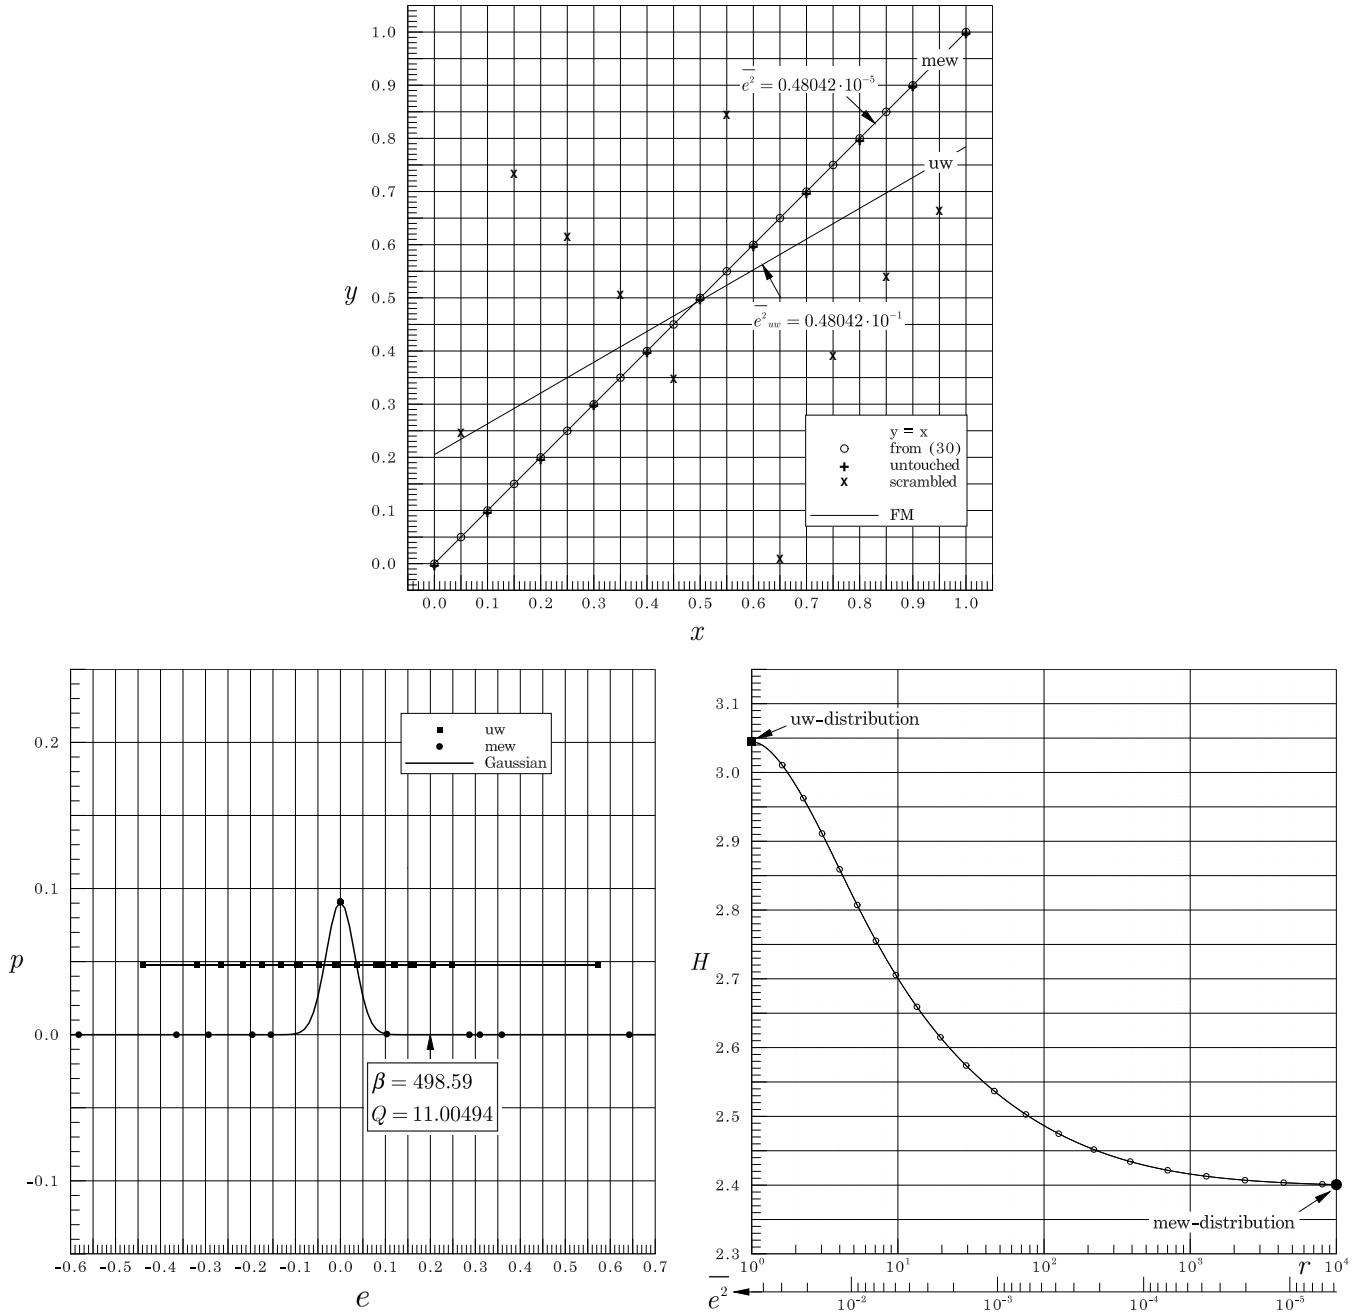 1.0
0.9
0.8
0.7
0.6
0.5
0.4
0.3
0.2
0.1
0.0
y
mew
e² = 0.48042·10⁻⁵
uw
e²uw = 0.48042·10⁻¹
y = x
from (30)
untouched
scrambled
FM
0.0 0.1 0.2 0.3 0.4 0.5 0.6 0.7 0.8 0.9 1.0
x
0.2
0.1
0.0
-0.1
p
uw
mew
Gaussian
β = 498.59
Q = 11.00494
-0.6 -0.5 -0.4 -0.3 -0.2 -0.1 0.0 0.1 0.2 0.3 0.4 0.5 0.6 0.7
e
3.1
3.0
2.9
2.8
2.7
2.6
2.5
2.4
2.3
H
uw-distribution
mew-distribution
10⁰ 10¹ 10² 10³ r 10⁴
e² 10⁻² 10⁻³ 10⁻⁴ 10⁻⁵